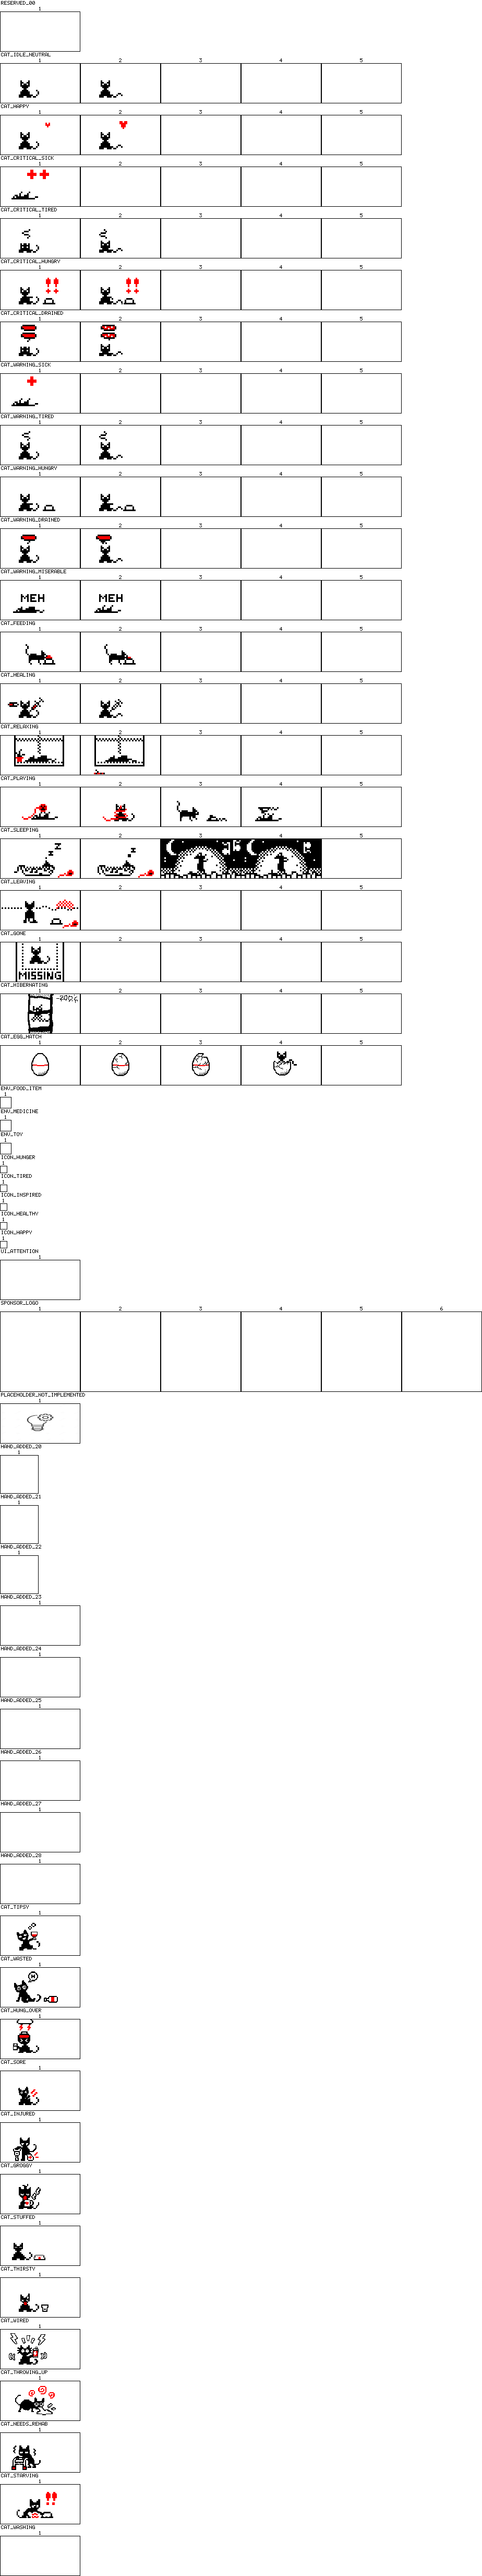 RESERVED_00
1
CAT_IDLE_NEUTRAL
1 2 3 4 5
CAT_HAPPY
1 2 3 4 5
CAT_CRITICAL_SICK
1 2 3 4 5
CAT_CRITICAL_TIRED
1 2 3 4 5
CAT_CRITICAL_HUNGRY
1 2 3 4 5
CAT_CRITICAL_DRAINED
1 2 3 4 5
CAT_WARNING_SICK
1 2 3 4 5
CAT_WARNING_TIRED
1 2 3 4 5
CAT_WARNING_HUNGRY
1 2 3 4 5
CAT_WARNING_DRAINED
1 2 3 4 5
CAT_WARNING_MISERABLE
1 2 3 4 5
MEH MEH
CAT_FEEDING
1 2 3 4 5
CAT_HEALING
1 2 3 4 5
CAT_RELAXING
1 2 3 4 5
CAT_PLAYING
1 2 3 4 5
CAT_SLEEPING
1 2 3 4 5
Z Z
z z
CAT_LEAVING
1 2 3 4 5
CAT_GONE
1 2 3 4 5
MISSING
CAT_HIBERNATING
1 2 3 4 5
CAT_EGG_HATCH
1 2 3 4 5
ENV_FOOD_ITEM
1
ENV_MEDICINE
1
ENV_TOY
1
ICON_HUNGER
1
ICON_TIRED
1
ICON_INSPIRED
1
ICON_HEALTHY
1
ICON_HAPPY
1
UI_ATTENTION
1
SPONSOR_LOGO
1 2 3 4 5 6
PLACEHOLDER_NOT_IMPLEMENTED
1
HAND_ADDED_20
1
HAND_ADDED_21
1
HAND_ADDED_22
1
HAND_ADDED_23
1
HAND_ADDED_24
1
HAND_ADDED_25
1
HAND_ADDED_26
1
HAND_ADDED_27
1
HAND_ADDED_28
1
CAT_TIPSY
1
CAT_WASTED
1
CAT_HUNG_OVER
1
CAT_SORE
1
CAT_INJURED
1
CAT_GROGGY
1
CAT_STUFFED
1
CAT_THIRSTY
1
CAT_WIRED
1
CAT_THROWING_UP
1
CAT_NEEDS_REHAB
1
CAT_STARVING
1
CAT_WASHING
1